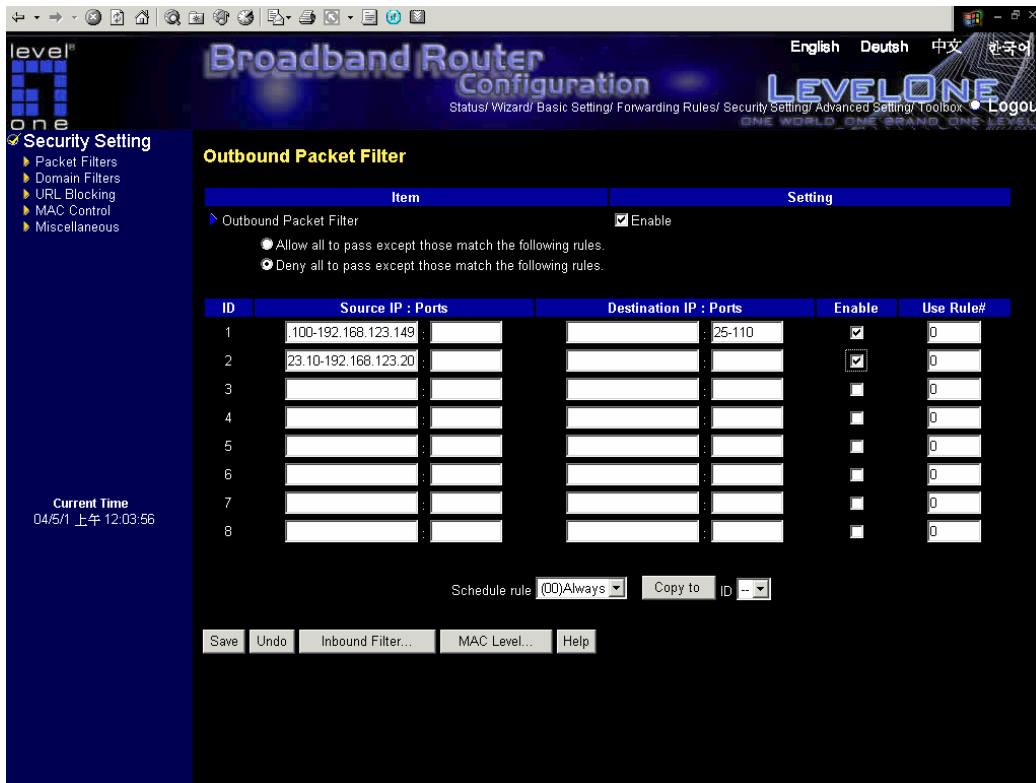 level®
one
Broadband Router
Configuration
English Deutsh 中文 한국어
LEVELONE
Status/ Wizard/ Basic Setting/ Forwarding Rules/ Security Setting/ Advanced Setting/ Toolbox Logou
ONE WORLD ONE BRAND ONE LEVEL
Security Setting
Packet Filters
Domain Filters
URL Blocking
MAC Control
Miscellaneous
Current Time
04/5/1 上午 12:03:56
Outbound Packet Filter
Item Setting
Outbound Packet Filter Enable
Allow all to pass except those match the following rules.
Deny all to pass except those match the following rules.
ID Source IP : Ports Destination IP : Ports Enable Use Rule#
1 .100-192.168.123.149 : : 25-110 0
2 23.10-192.168.123.20 : : 0
3 : : 0
4 : : 0
5 : : 0
6 : : 0
7 : : 0
8 : : 0
Schedule rule (00)Always Copy to ID --
Save Undo Inbound Filter... MAC Level... Help